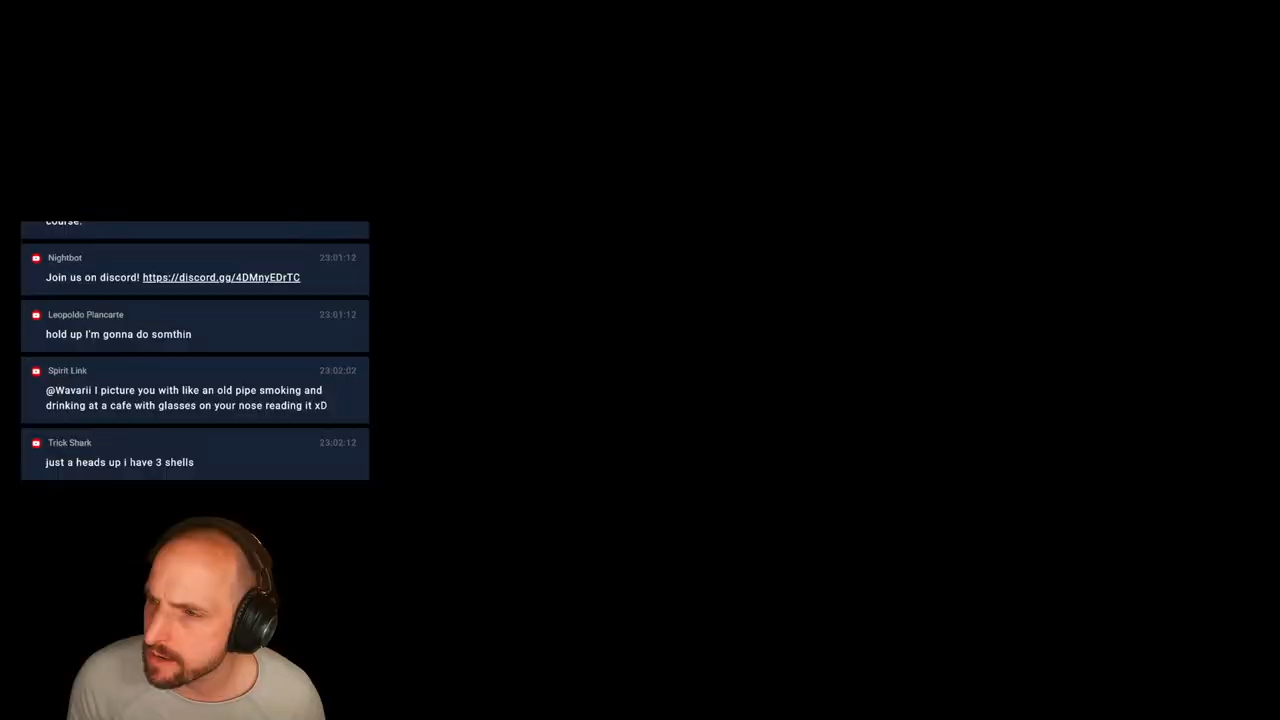 course.
Nightbot 23:01:12
Join us on discord! https://discord.gg/4DMnyEDrTC
Leopoldo Plancarte 23:01:12
hold up I'm gonna do somthin
Spirit Link 23:02:02
@Wavarii I picture you with like an old pipe smoking and
drinking at a cafe with glasses on your nose reading it xD
Trick Shark 23:02:12
just a heads up i have 3 shells